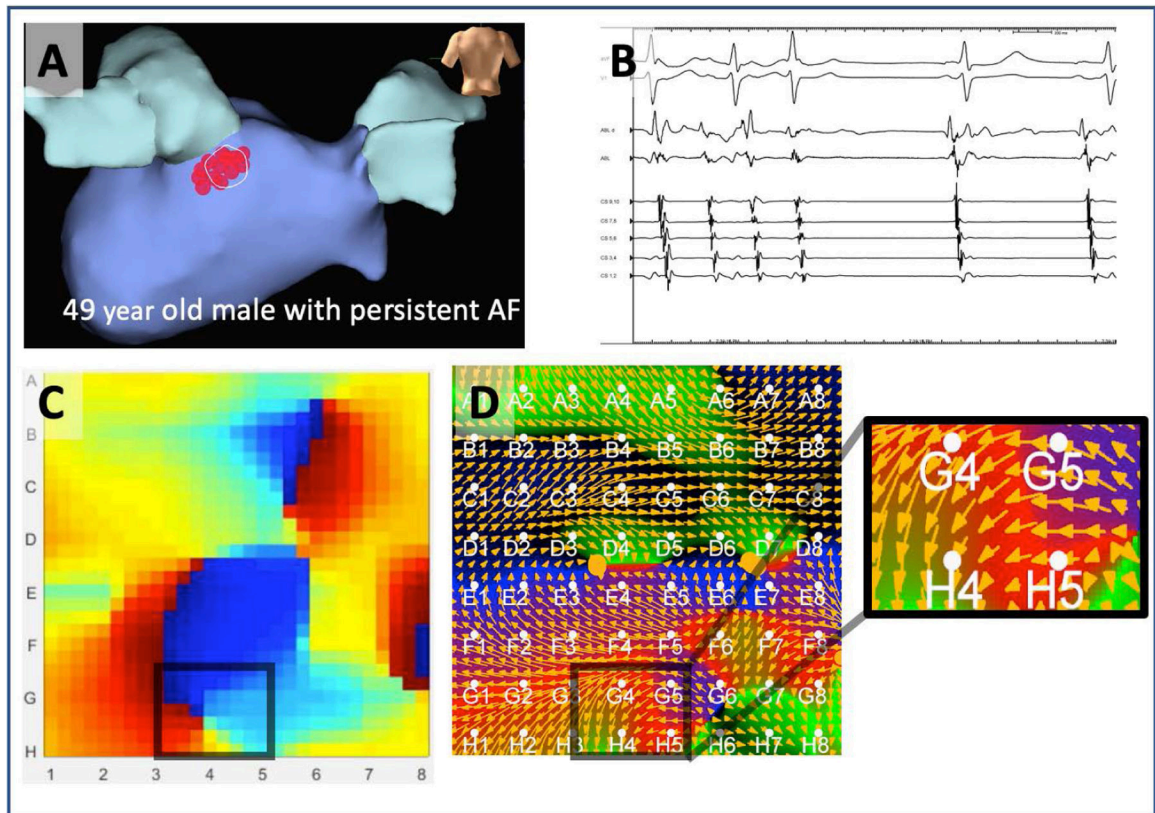 A
49 year old male with persistent AF
B
ABL d
ABL
CS 9,10
CS 7,8
CS 5,6
CS 3,4
CS 1,2
C
A
B
C
D
E
F
G
H
1 2 3 4 5 6 7 8
D
A1 A2 A3 A4 A5 A6 A7 A8
B1 B2 B3 B4 B5 B6 B7 B8
C1 C2 C3 C4 C5 C6 C7 C8
D1 D2 D3 D4 D5 D6 D7 D8
E1 E2 E3 E4 E5 E6 E7 E8
F1 F2 F3 F4 F5 F6 F7 F8
G1 G2 G3 G4 G5 G6 G7 G8
H1 H2 H3 H4 H5 H6 H7 H8
G4 G5
H4 H5